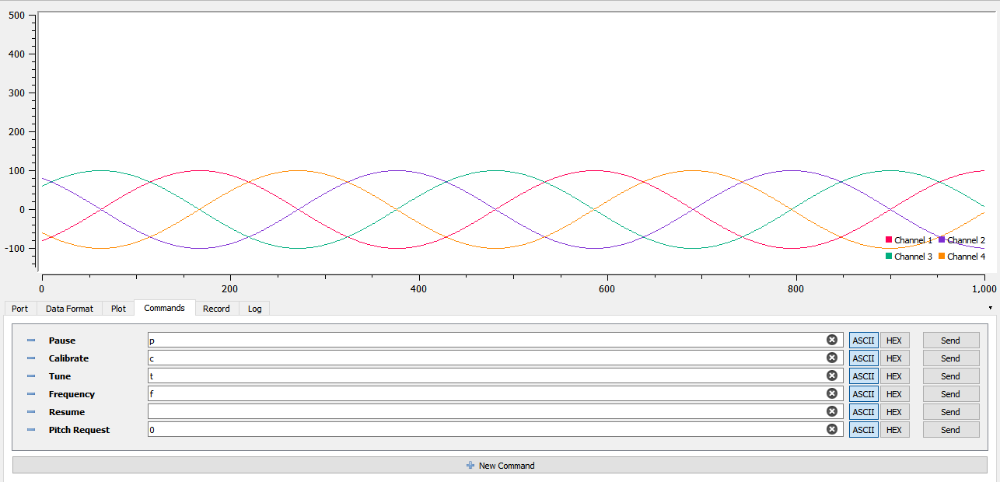 500
400
300
200
100
0
-100
Channel 1 Channel 2
Channel 3 Channel 4
0 200 400 600 800 1,000
Port Data Format Plot Commands Record Log
Pause p ASCII HEX Send
Calibrate c ASCII HEX Send
Tune t ASCII HEX Send
Frequency f ASCII HEX Send
Resume ASCII HEX Send
Pitch Request 0 ASCII HEX Send
New Command